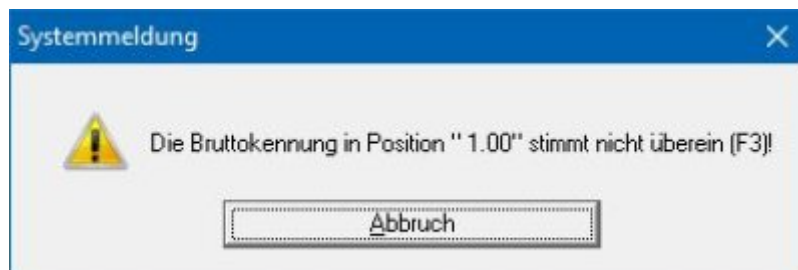 Systemmeldung
Die Bruttokennung in Position " 1.00" stimmt nicht überein (F3)!
Abbruch